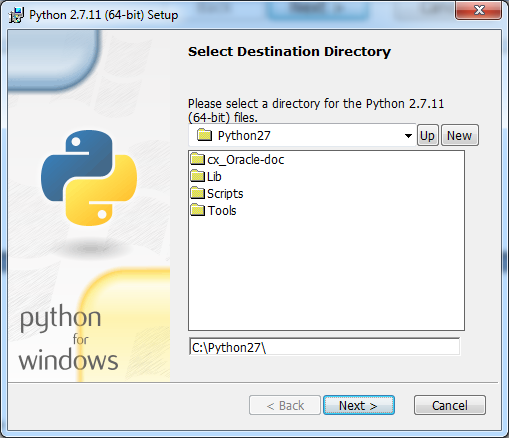 Python 2.7.11 (64-bit) Setup
Select Destination Directory
Please select a directory for the Python 2.7.11
(64-bit) files.
Python27
Up
New
cx_Oracle-doc
Lib
Scripts
Tools
python
for
windows
C:\Python27\
< Back
Next >
Cancel